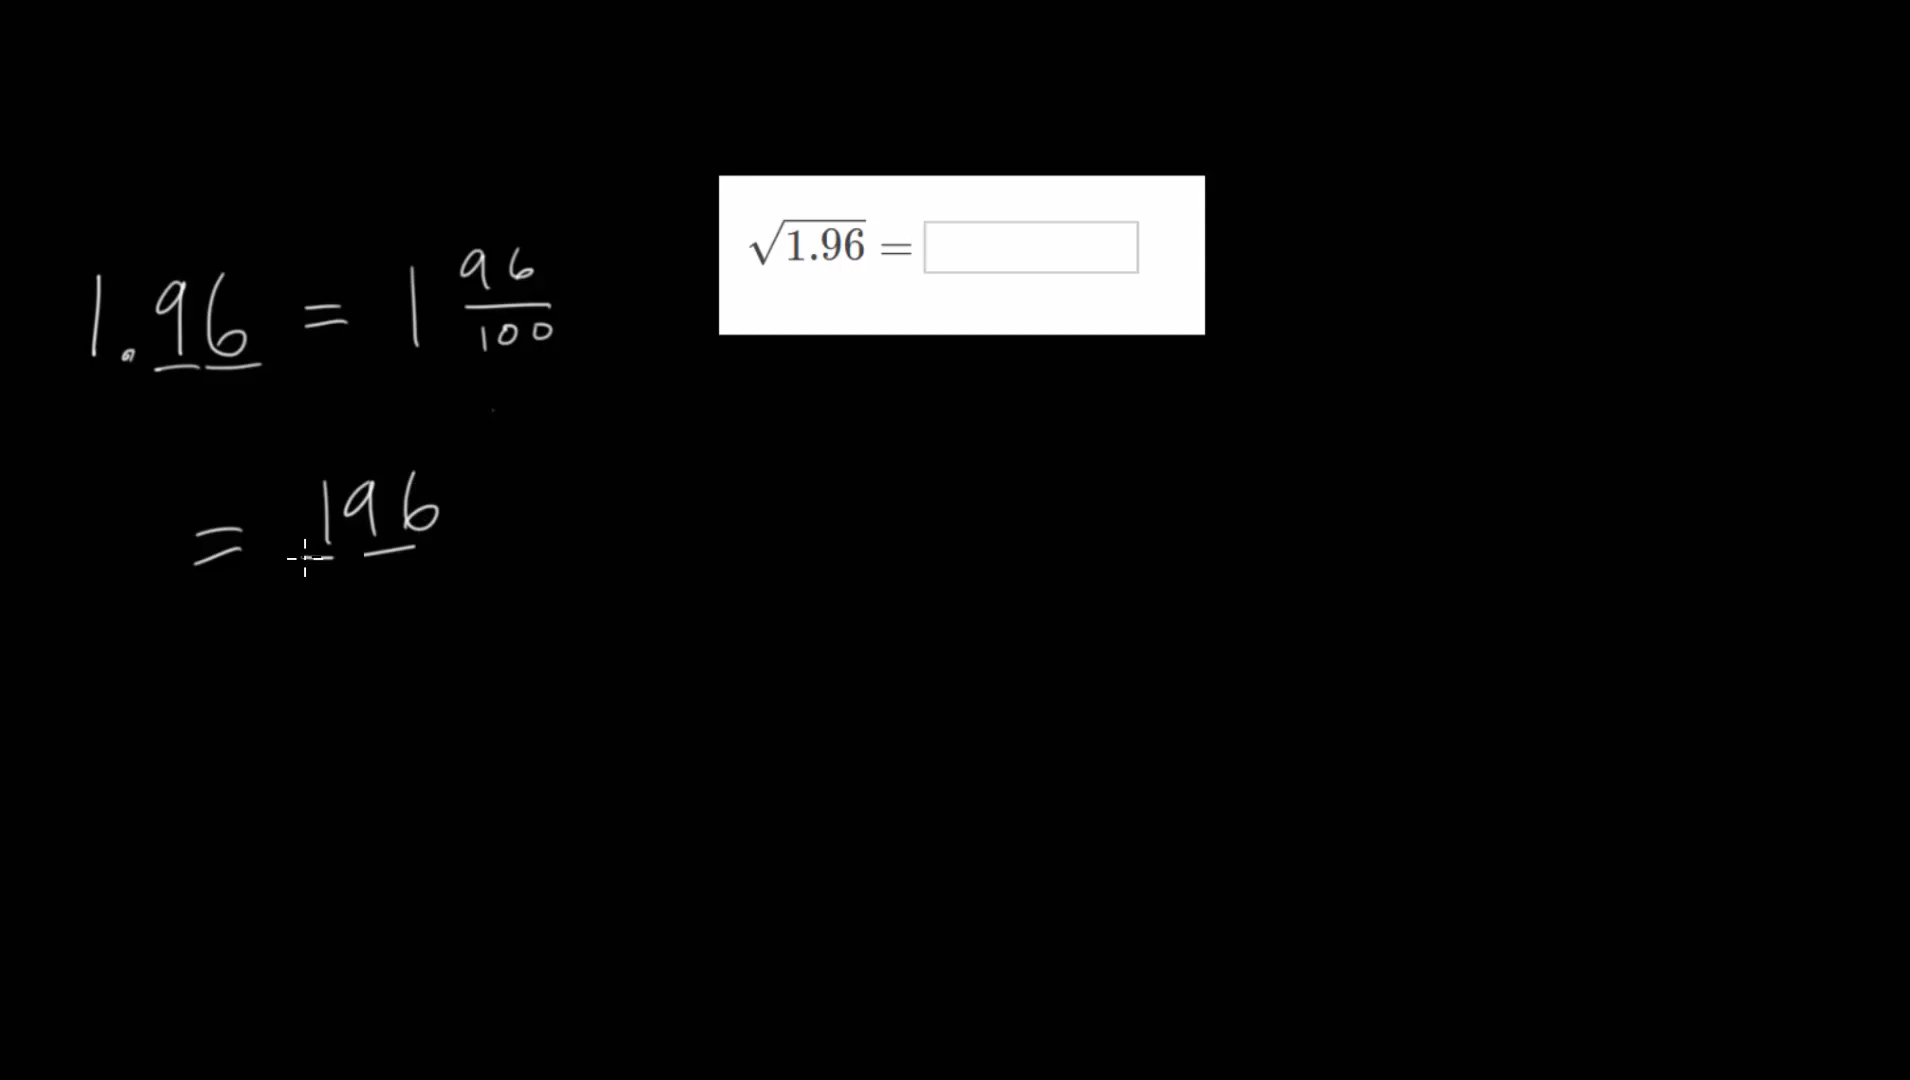 √1.96 =
1.96 = 1 96/100
= 196